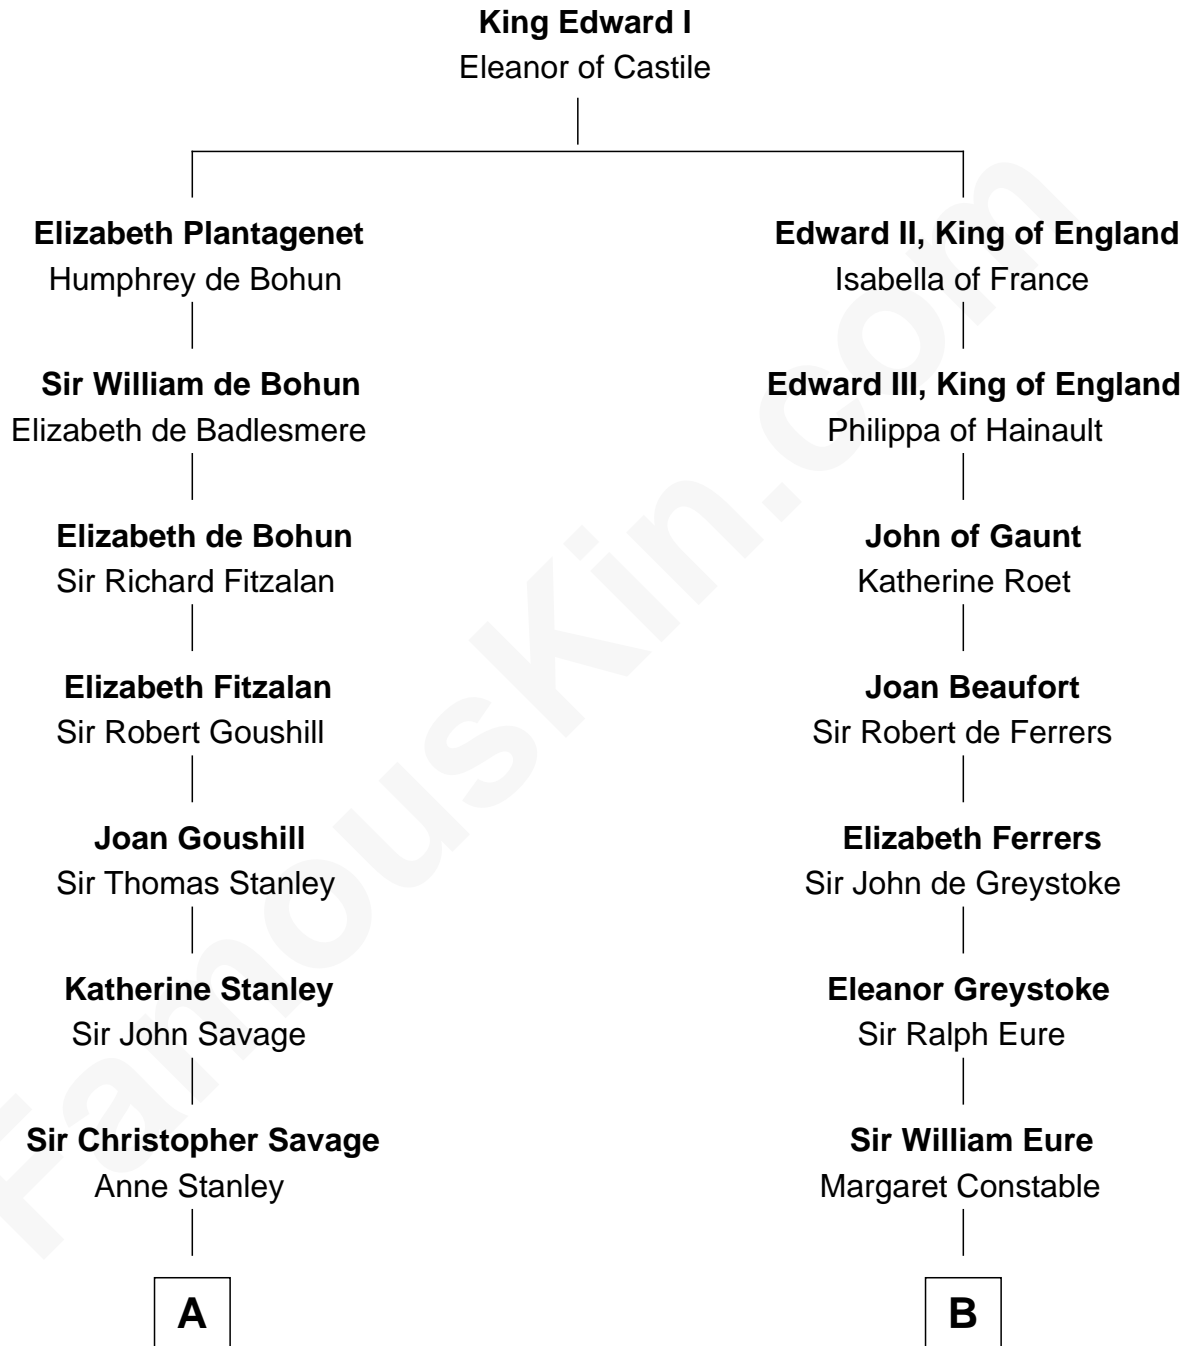 King Edward I
Eleanor of Castile
Elizabeth Plantagenet
Humphrey de Bohun
Edward II, King of England
Isabella of France
Sir William de Bohun
Elizabeth de Badlesmere
Edward III, King of England
Philippa of Hainault
Elizabeth de Bohun
Sir Richard Fitzalan
John of Gaunt
Katherine Roet
Elizabeth Fitzalan
Sir Robert Goushill
Joan Beaufort
Sir Robert de Ferrers
Joan Goushill
Sir Thomas Stanley
Elizabeth Ferrers
Sir John de Greystoke
Katherine Stanley
Sir John Savage
Eleanor Greystoke
Sir Ralph Eure
Sir Christopher Savage
Anne Stanley
Sir William Eure
Margaret Constable
A
B
FamousKin.com